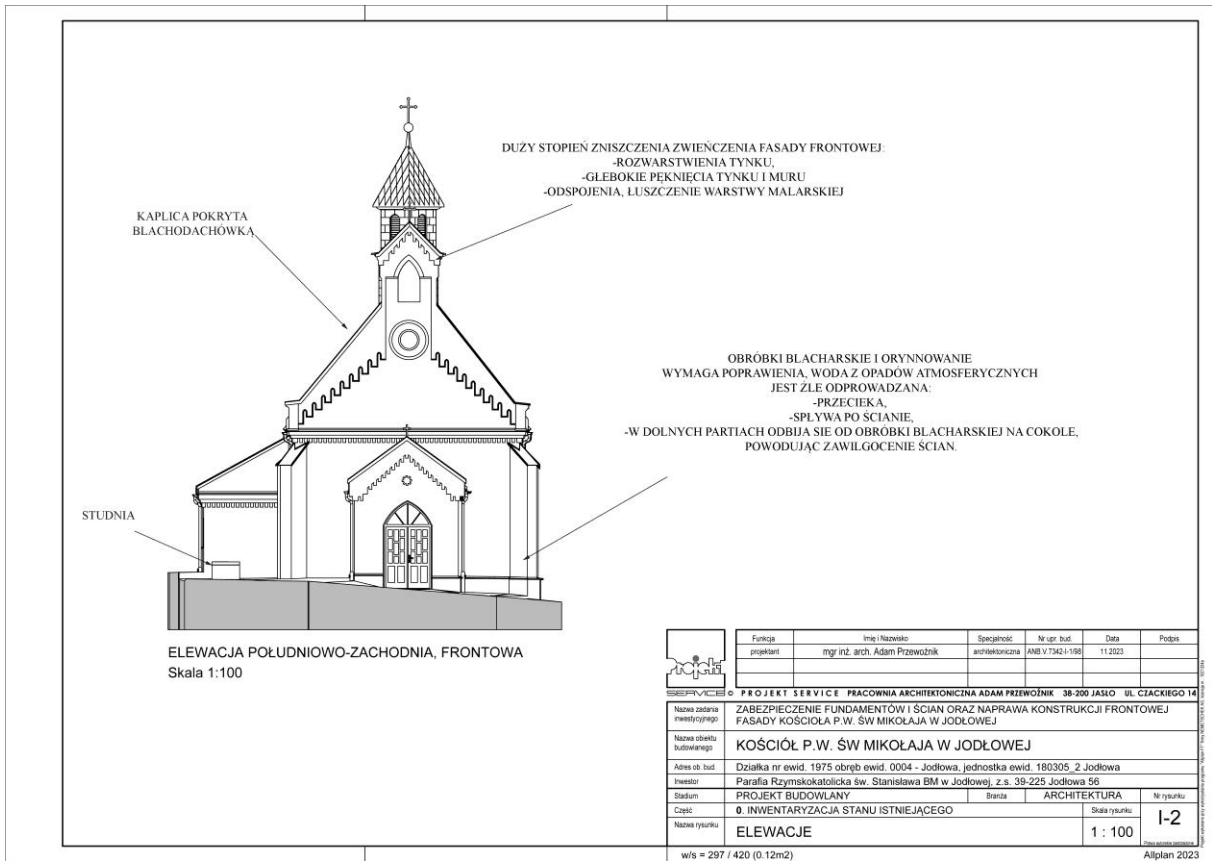 DUŻY STOPIEŃ ZNISZCZENIA ZWIEŃCZENIA FASADY FRONTOWEJ:
-ROZWARSTWIENIA TYNKU,
-GŁEBOKIE PĘKNIĘCIA TYNKU I MURU
-ODSPOJENIA, ŁUSZCZENIE WARSTWY MALARSKIEJ
KAPLICA POKRYTA
BLACHODACHÓWKĄ
OBRÓBKI BLACHARSKIE I ORYNNOWANIE
WYMAGA POPRAWIENIA, WODA Z OPADÓW ATMOSFERYCZNYCH
JEST ŹLE ODPROWADZANA:
-PRZECIEKA,
-SPŁYWA PO ŚCIANIE,
-W DOLNYCH PARTIACH ODBIJA SIE OD OBRÓBKI BLACHARSKIEJ NA COKOLE,
POWODUJĄC ZAWILGOCENIE ŚCIAN.
STUDNIA
ELEWACJA POŁUDNIOWO-ZACHODNIA, FRONTOWA
Skala 1:100
Funkcja Imię i Nazwisko Specjalność Nr upr. bud. Data Podpis
projektant mgr inż. arch. Adam Przewoźnik architektoniczna ANB.V.7342-I-1/98 11.2023
projekt
SERVICE © PROJEKT SERVICE PRACOWNIA ARCHITEKTONICZNA ADAM PRZEWOŹNIK 38-200 JASŁO UL. CZACKIEGO 14
Nazwa zadania inwestycyjnego ZABEZPIECZENIE FUNDAMENTÓW I ŚCIAN ORAZ NAPRAWA KONSTRUKCJI FRONTOWEJ
FASADY KOŚCIOŁA P.W. ŚW MIKOŁAJA W JODŁOWEJ
Nazwa obiektu budowlanego KOŚCIÓŁ P.W. ŚW MIKOŁAJA W JODŁOWEJ
Adres ob. bud. Działka nr ewid. 1975 obręb ewid. 0004 - Jodłowa, jednostka ewid. 180305_2 Jodłowa
Inwestor Parafia Rzymskokatolicka św. Stanisława BM w Jodłowej, z.s. 39-225 Jodłowa 56
Stadium PROJEKT BUDOWLANY Branża ARCHITEKTURA Nr rysunku
Część 0. INWENTARYZACJA STANU ISTNIEJĄCEGO Skala rysunku I-2
Nazwa rysunku ELEWACJE 1 : 100
Prawa autorskie zastrzeżone
w/s = 297 / 420 (0.12m2) Allplan 2023